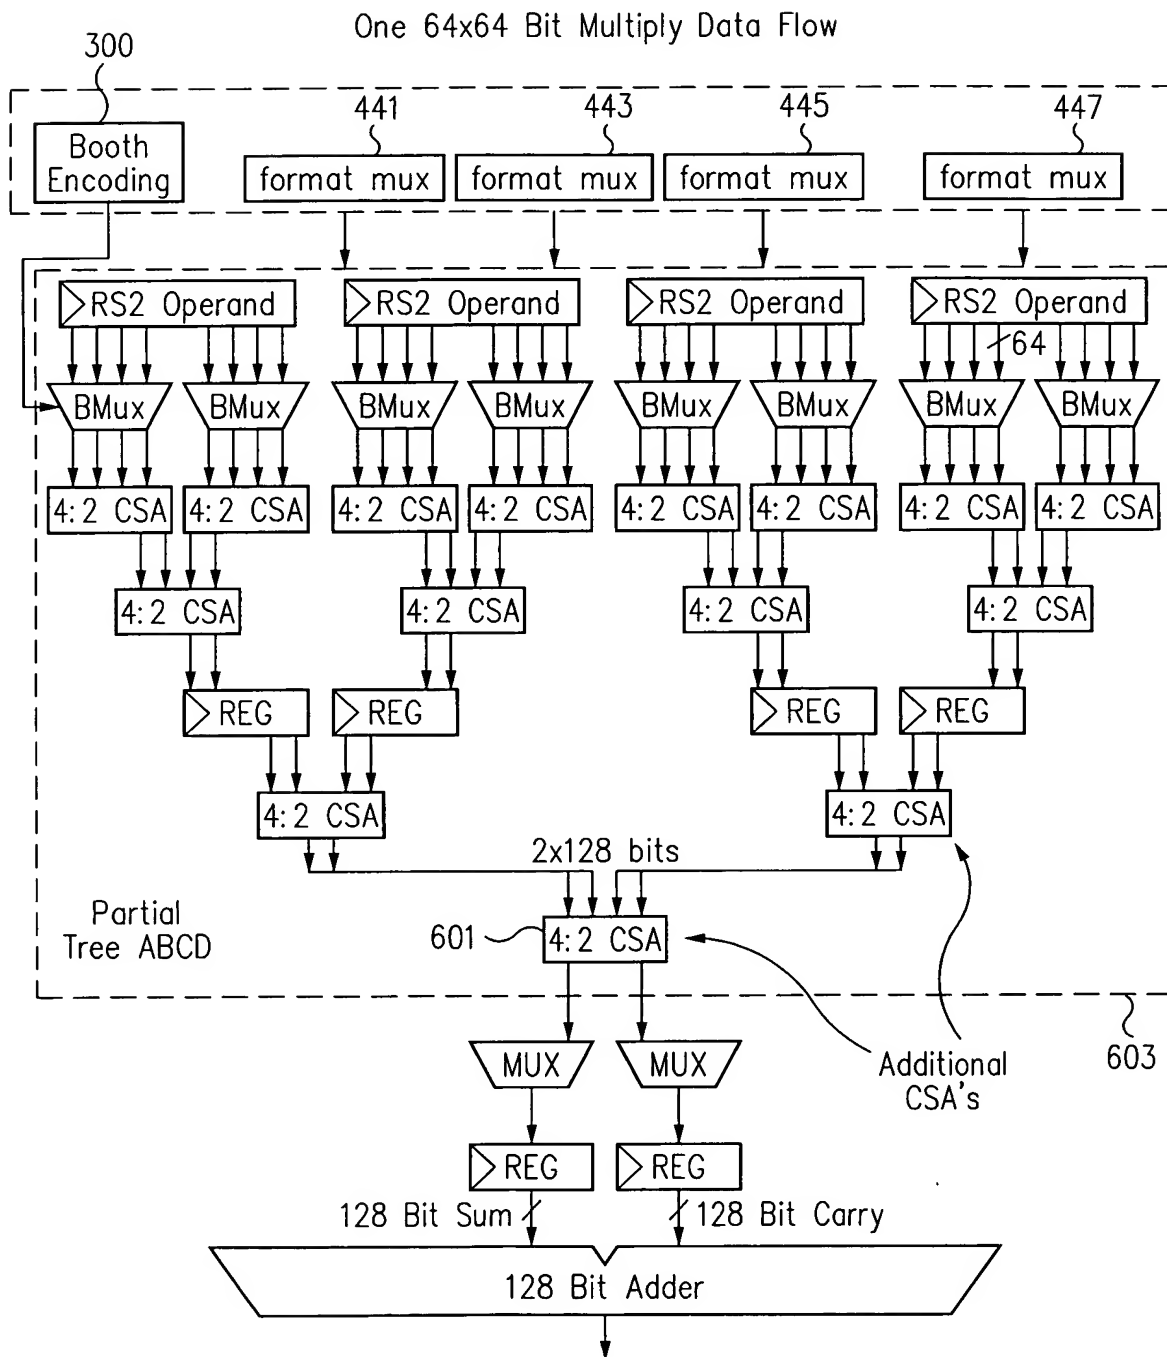 One 64x64 Bit Multiply Data Flow
300
441
443
445
447
Booth
Encoding
format mux
format mux
format mux
format mux
RS2 Operand
RS2 Operand
RS2 Operand
RS2 Operand
64
BMux
BMux
BMux
BMux
BMux
BMux
BMux
BMux
4:2 CSA
4:2 CSA
4:2 CSA
4:2 CSA
4:2 CSA
4:2 CSA
4:2 CSA
4:2 CSA
4:2 CSA
4:2 CSA
4:2 CSA
4:2 CSA
REG
REG
REG
REG
4:2 CSA
4:2 CSA
2x128 bits
Partial
Tree ABCD
601
4:2 CSA
603
MUX
MUX
Additional
CSA's
REG
REG
128 Bit Sum
128 Bit Carry
128 Bit Adder